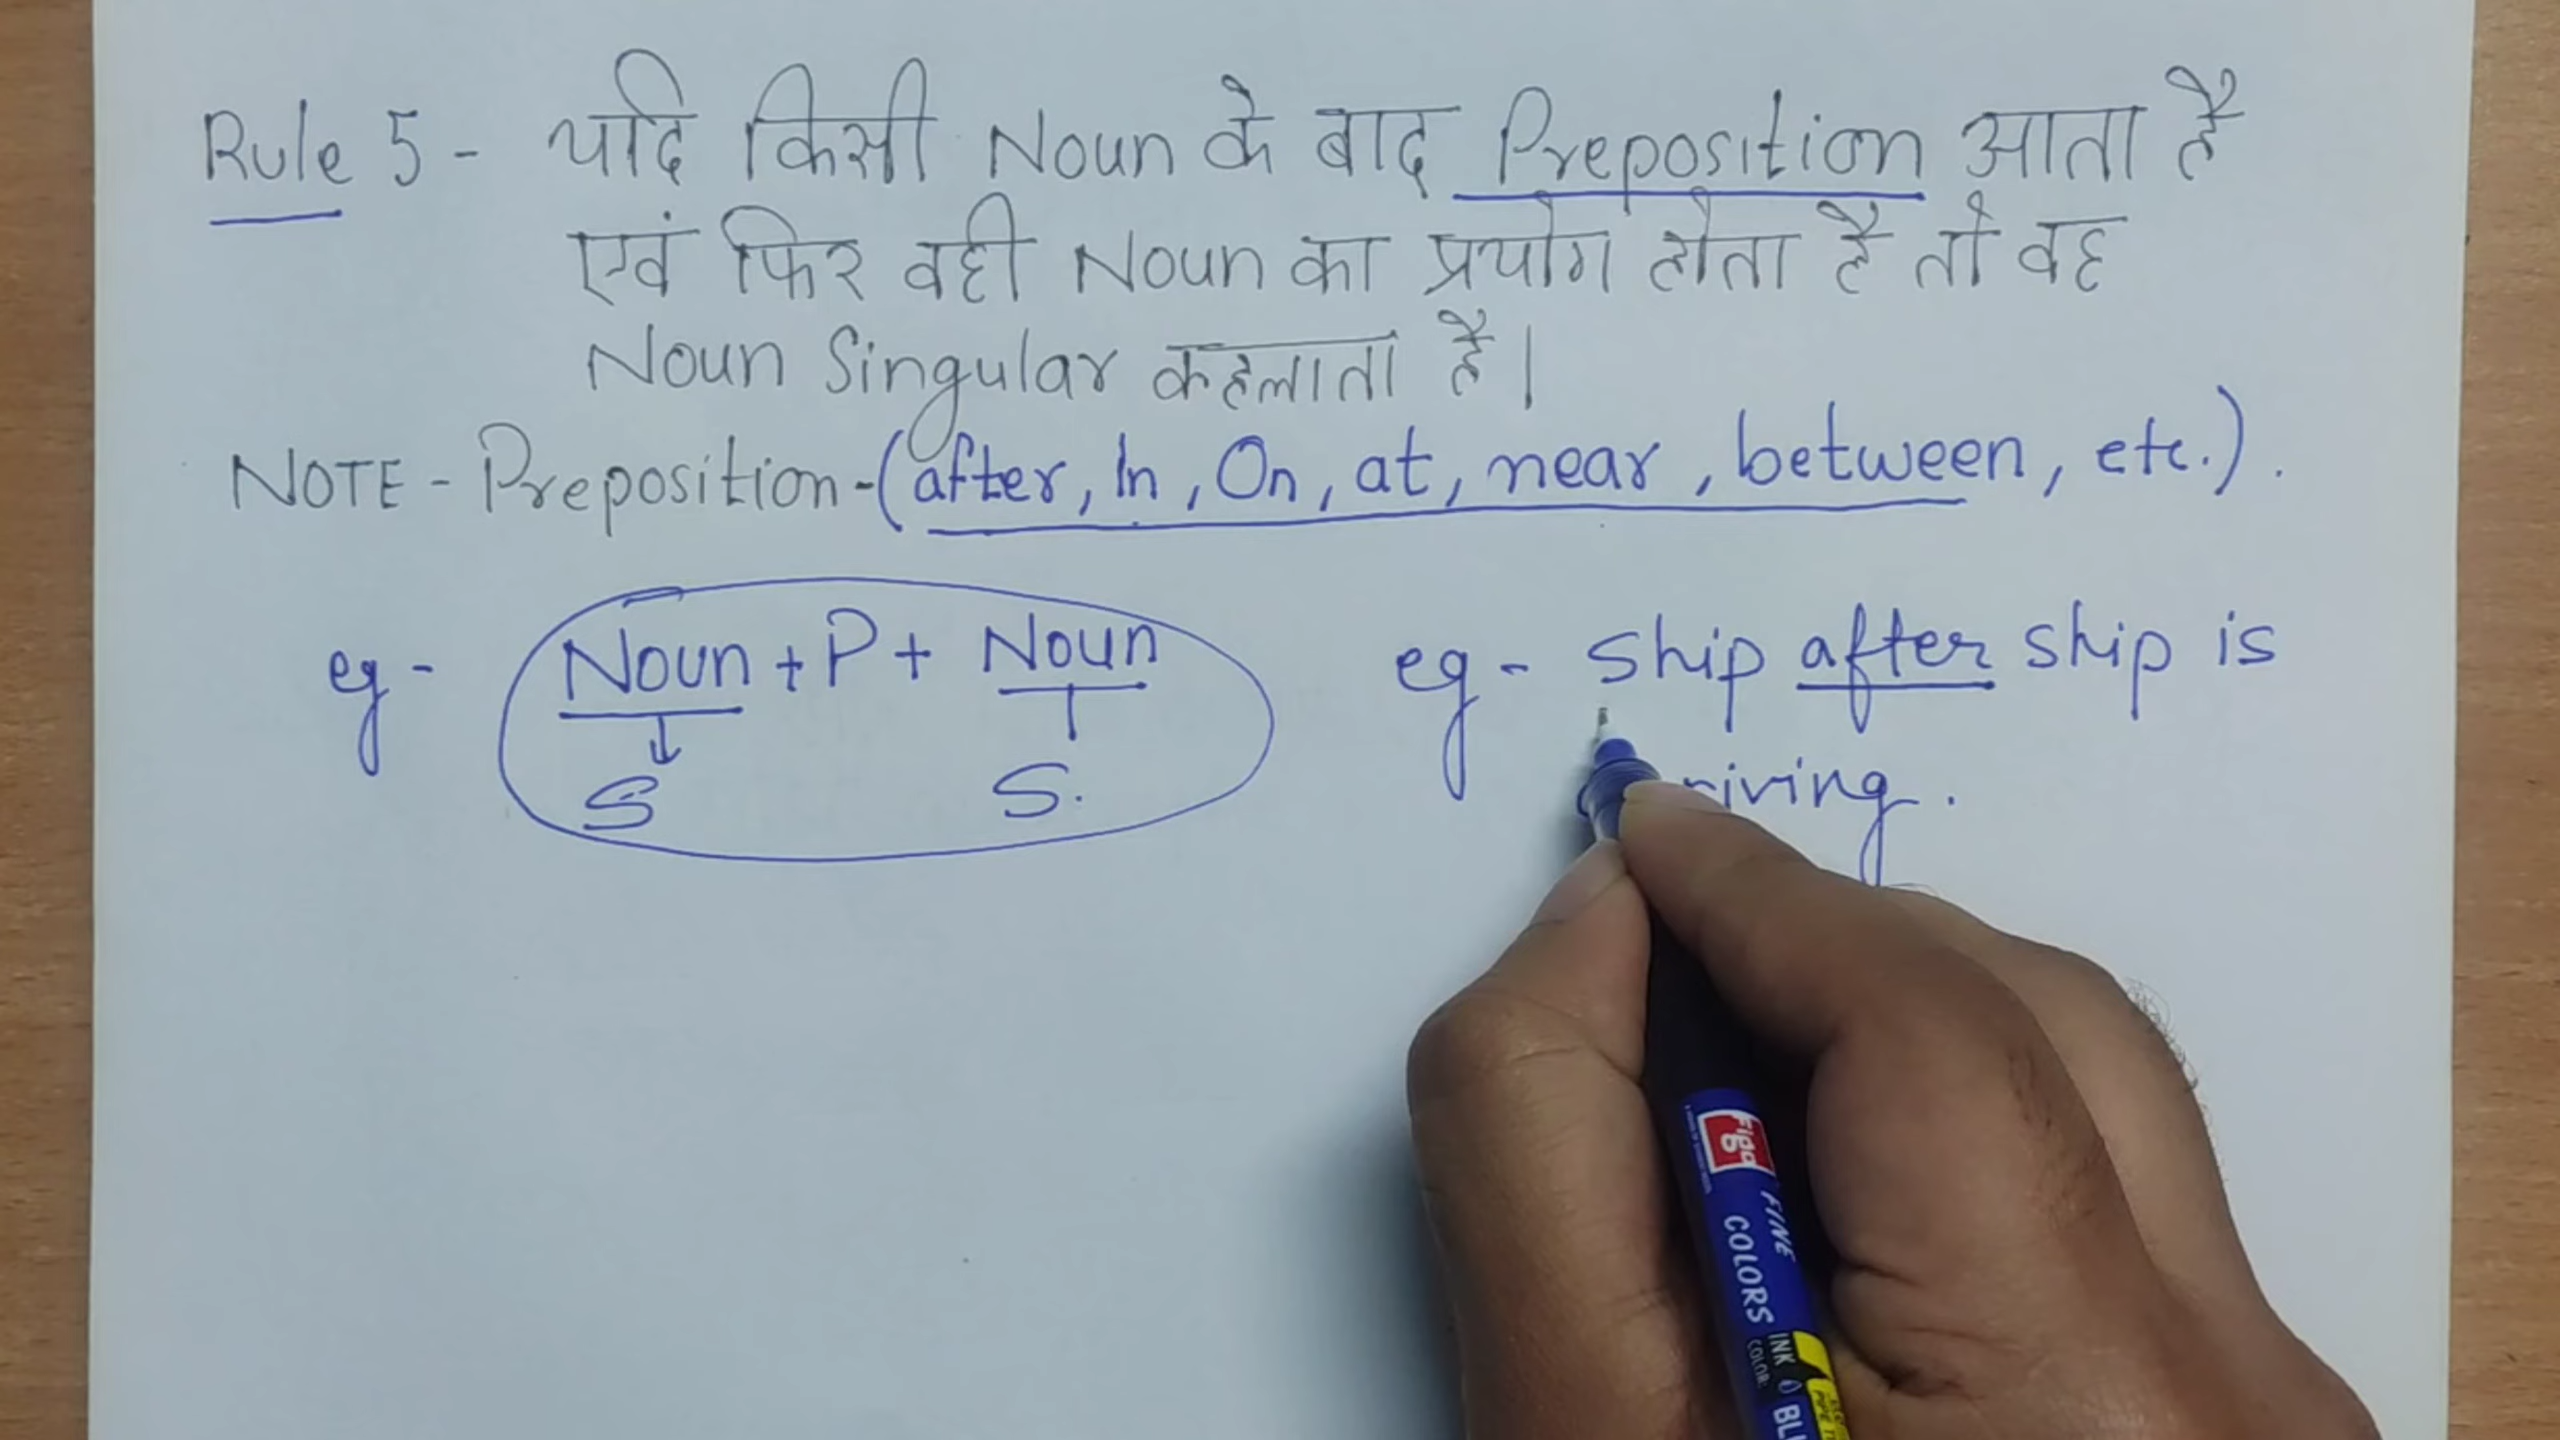 Rule 5 - यदि किसी Noun के बाद Preposition आता है
एवं फिर वही Noun का प्रयोग होता है तो वह
Noun Singular कहलाता है।
NOTE - Preposition - (after, In, On, at, near, between, etc.).
eg - Noun + P + Noun
S S.
eg - Ship after ship is
riving.
Figo
FINE
COLORS
INK
COLOR: